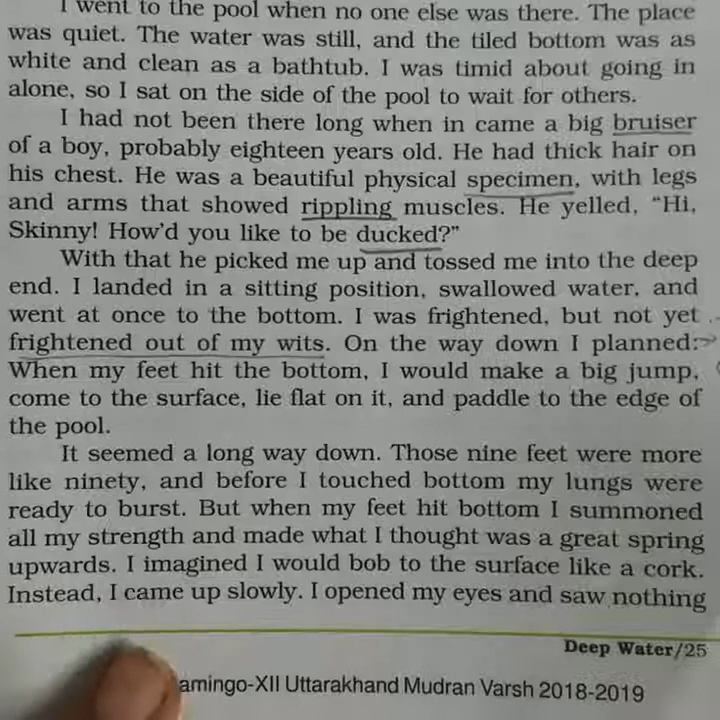 I went to the pool when no one else was there. The place
was quiet. The water was still, and the tiled bottom was as
white and clean as a bathtub. I was timid about going in
alone, so I sat on the side of the pool to wait for others.
I had not been there long when in came a big bruiser
of a boy, probably eighteen years old. He had thick hair on
his chest. He was a beautiful physical specimen, with legs
and arms that showed rippling muscles. He yelled, “Hi,
Skinny! How’d you like to be ducked?”
With that he picked me up and tossed me into the deep
end. I landed in a sitting position, swallowed water, and
went at once to the bottom. I was frightened, but not yet
frightened out of my wits. On the way down I planned:
When my feet hit the bottom, I would make a big jump,
come to the surface, lie flat on it, and paddle to the edge of
the pool.
It seemed a long way down. Those nine feet were more
like ninety, and before I touched bottom my lungs were
ready to burst. But when my feet hit bottom I summoned
all my strength and made what I thought was a great spring
upwards. I imagined I would bob to the surface like a cork.
Instead, I came up slowly. I opened my eyes and saw nothing
Deep Water/25
amingo-XII Uttarakhand Mudran Varsh 2018-2019